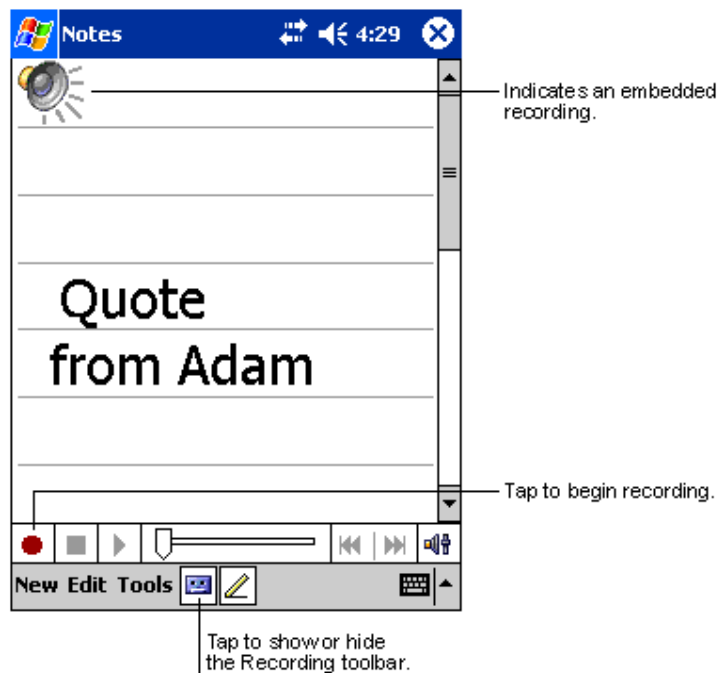 Notes 4:29
Indicates an embedded
recording.
Quote
from Adam
Tap to begin recording.
New Edit Tools
Tap to show or hide
the Recording toolbar.